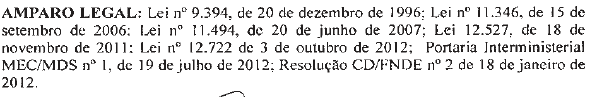 AMPARO LEGAL: Lei nº 9.394, de 20 de dezembro de 1996; Lei nº 11.346, de 15 de
setembro de 2006; Lei nº 11.494, de 20 de junho de 2007; Lei 12.527, de 18 de
novembro de 2011; Lei nº 12.722 de 3 de outubro de 2012; Portaria Interministerial
MEC/MDS nº 1, de 19 de julho de 2012; Resolução CD/FNDE nº 2 de 18 de janeiro de
2012.